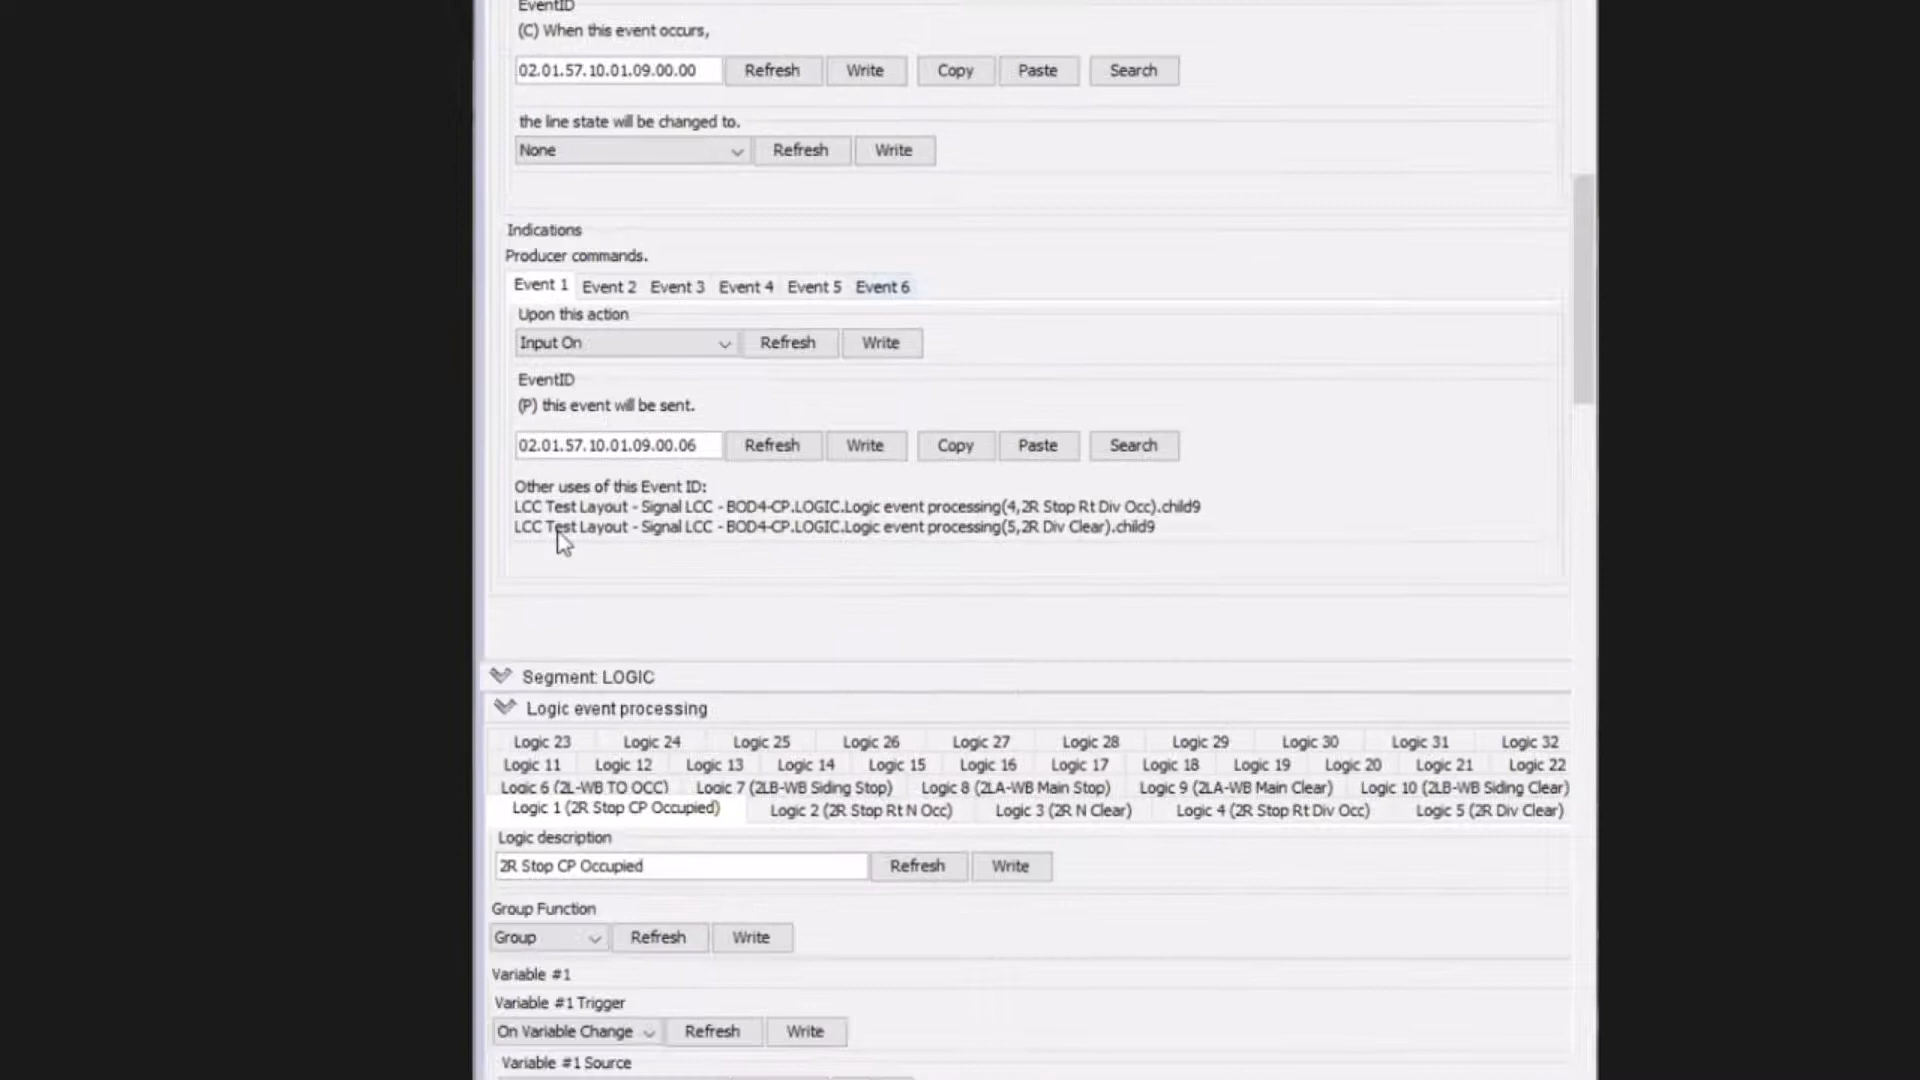 EventID
(C) When this event occurs,
02.01.57.10.01.09.00.00 Refresh Write Copy Paste Search
the line state will be changed to.
None Refresh Write
Indications
Producer commands.
Event 1 Event 2 Event 3 Event 4 Event 5 Event 6
Upon this action
Input On Refresh Write
EventID
(P) this event will be sent.
02.01.57.10.01.09.00.06 Refresh Write Copy Paste Search
Other uses of this Event ID:
LCC Test Layout - Signal LCC - BOD4-CP.LOGIC.Logic event processing(4,2R Stop Rt Div Occ).child9
LCC Test Layout - Signal LCC - BOD4-CP.LOGIC.Logic event processing(5,2R Div Clear).child9
Segment: LOGIC
Logic event processing
Logic 23 Logic 24 Logic 25 Logic 26 Logic 27 Logic 28 Logic 29 Logic 30 Logic 31 Logic 32
Logic 11 Logic 12 Logic 13 Logic 14 Logic 15 Logic 16 Logic 17 Logic 18 Logic 19 Logic 20 Logic 21 Logic 22
Logic 6 (2L-WB TO OCC) Logic 7 (2LB-WB Siding Stop) Logic 8 (2LA-WB Main Stop) Logic 9 (2LA-WB Main Clear) Logic 10 (2LB-WB Siding Clear)
Logic 1 (2R Stop CP Occupied) Logic 2 (2R Stop Rt N Occ) Logic 3 (2R N Clear) Logic 4 (2R Stop Rt Div Occ) Logic 5 (2R Div Clear)
Logic description
2R Stop CP Occupied Refresh Write
Group Function
Group Refresh Write
Variable #1
Variable #1 Trigger
On Variable Change Refresh Write
Variable #1 Source